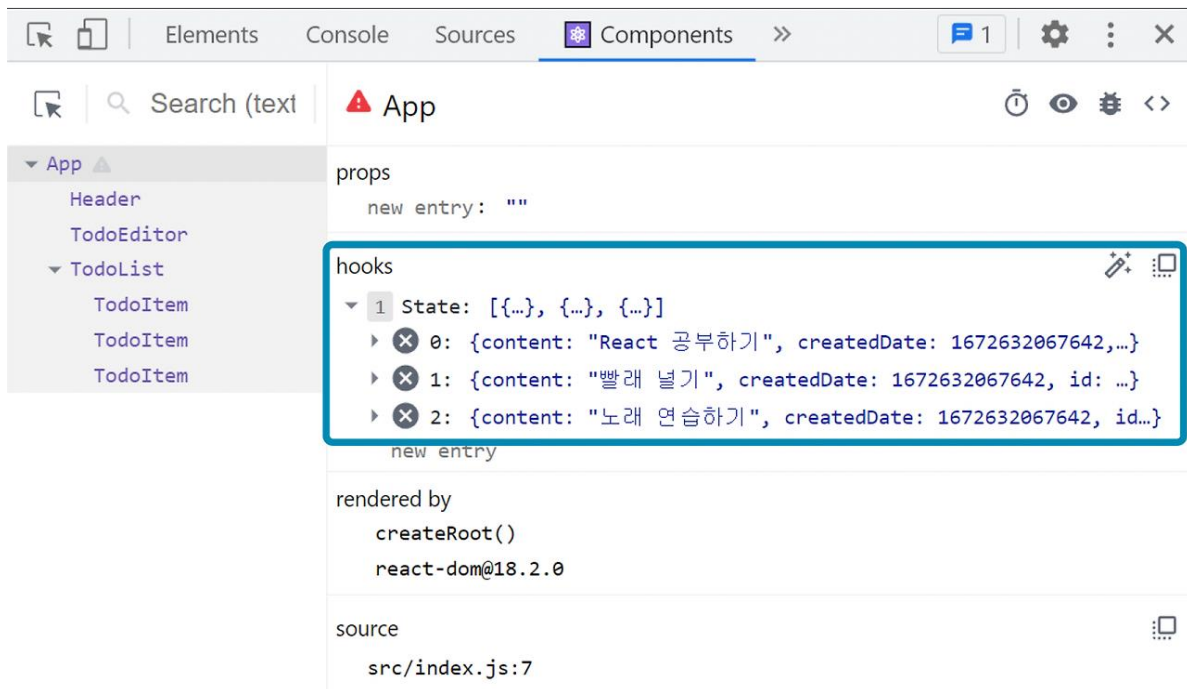 Elements Console Sources Components 1
Search (text
App
App
Header
TodoEditor
TodoList
TodoItem
TodoItem
TodoItem
props
new entry: ""
hooks
1 State: [{…}, {…}, {…}]
0: {content: "React 공부하기", createdDate: 1672632067642,…}
1: {content: "빨래 널기", createdDate: 1672632067642, id: …}
2: {content: "노래 연습하기", createdDate: 1672632067642, id…}
new entry
rendered by
createRoot()
react-dom@18.2.0
source
src/index.js:7